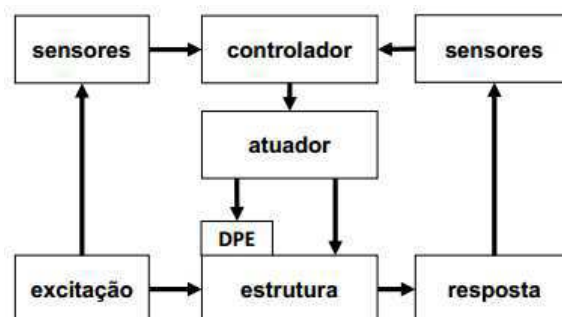 sensores
controlador
sensores
atuador
DPE
excitação
estrutura
resposta